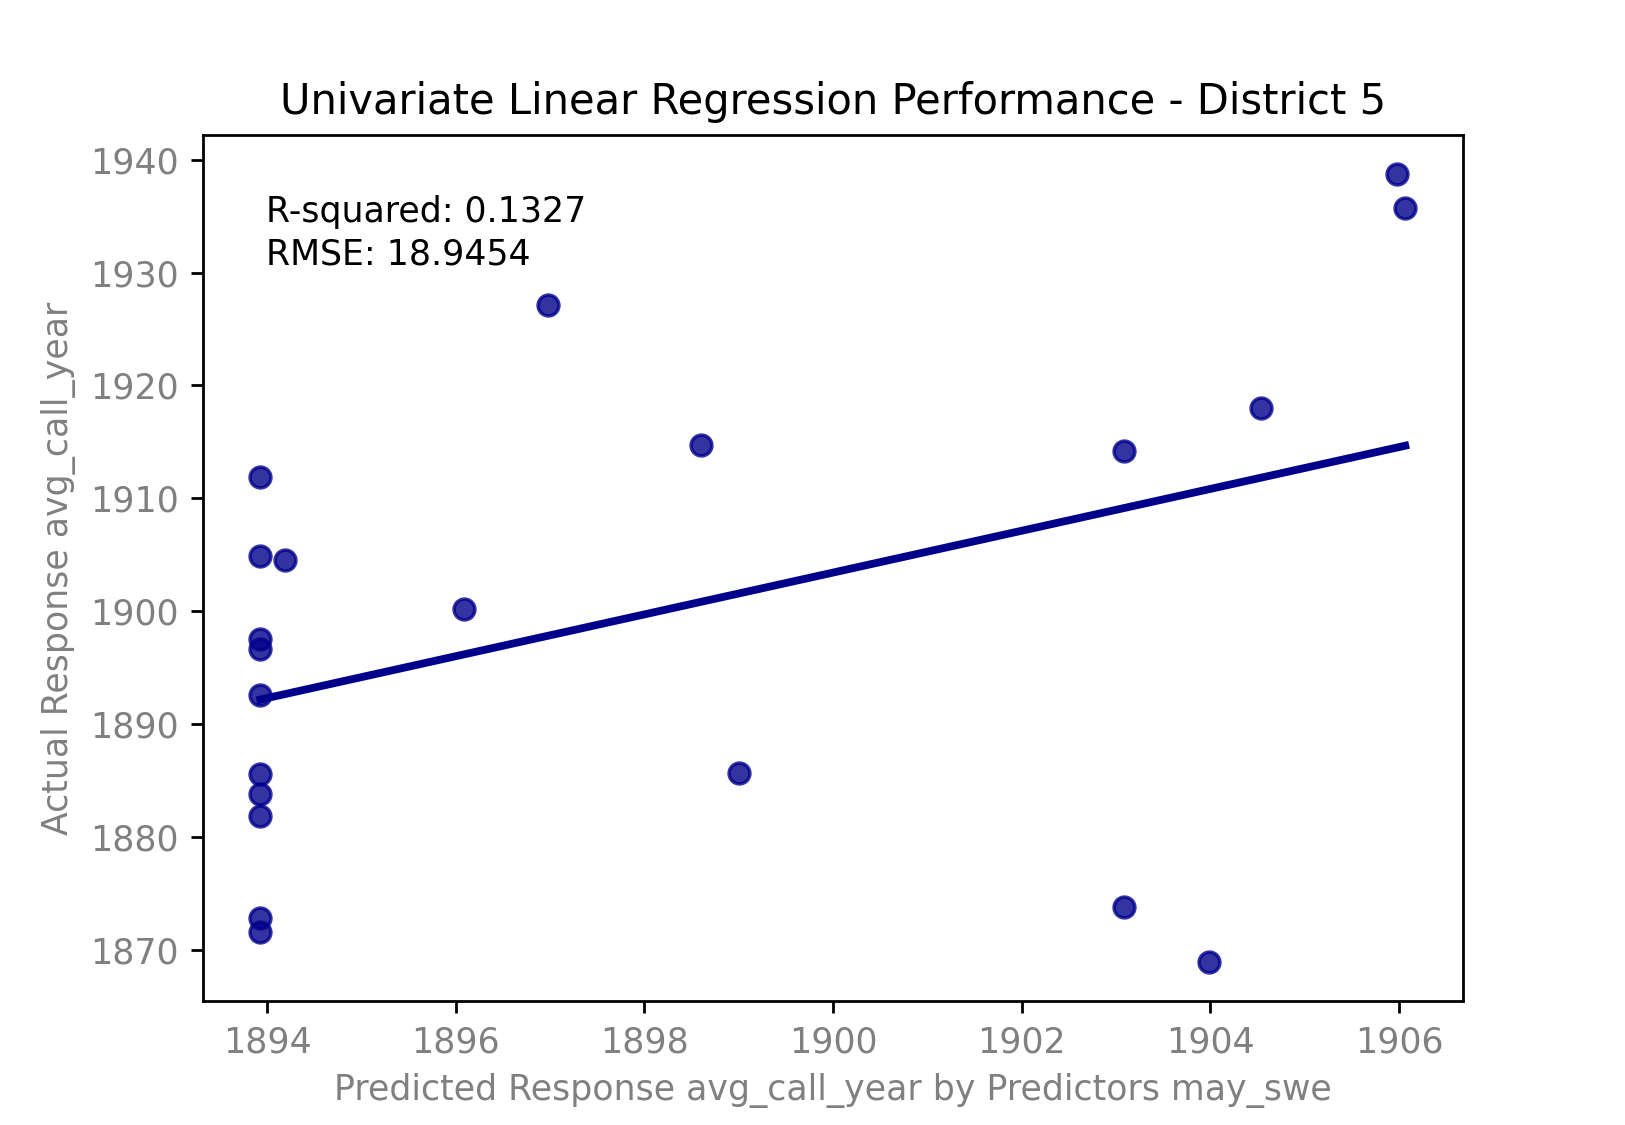 Univariate Linear Regression Performance - District 5
R-squared: 0.1327
RMSE: 18.9454
Actual Response avg_call_year
1940
1930
1920
1910
1900
1890
1880
1870
1894 1896 1898 1900 1902 1904 1906
Predicted Response avg_call_year by Predictors may_swe